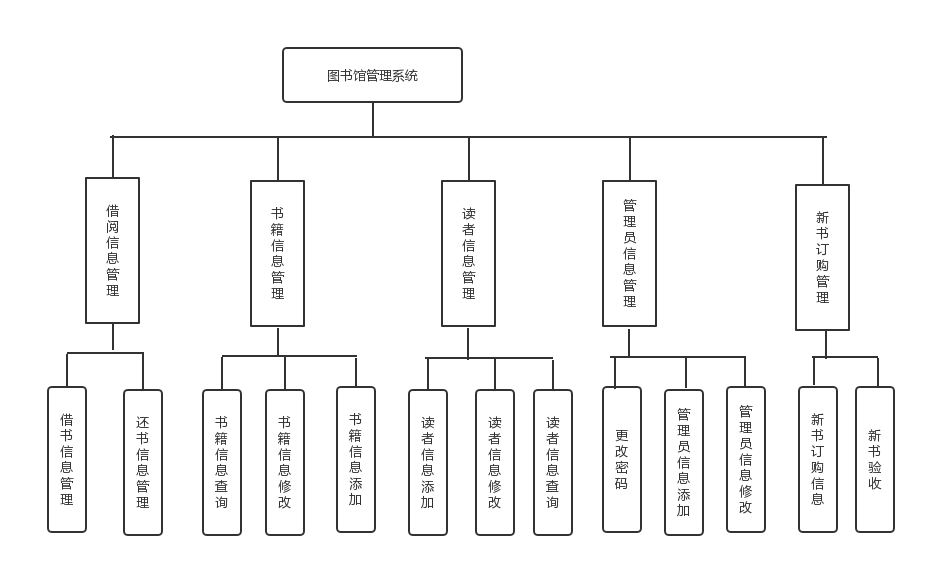 图书馆管理系统
借阅信息管理
书籍信息管理
读者信息管理
管理员信息管理
新书订购管理
借书信息管理
还书信息管理
书籍信息查询
书籍信息修改
书籍信息添加
读者信息添加
读者信息修改
读者信息查询
更改密码
管理员信息添加
管理员信息修改
新书订购信息
新书验收